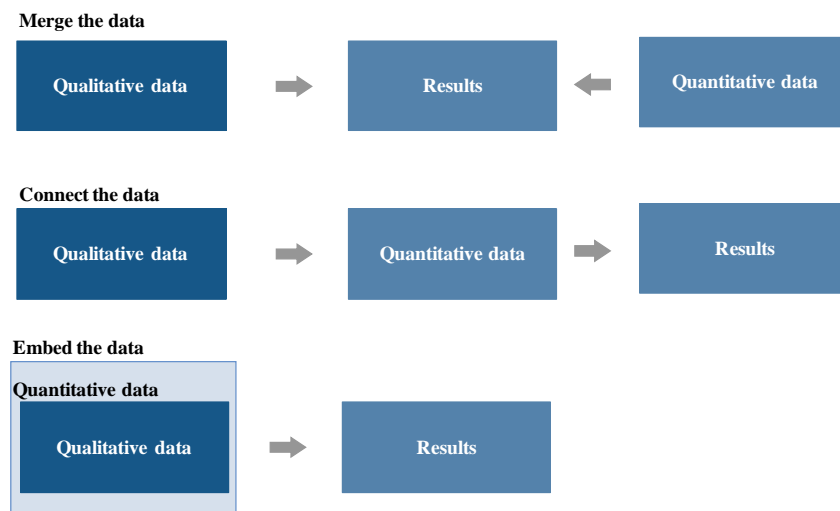 Merge the data
Qualitative data
Results
Quantitative data
Connect the data
Qualitative data
Quantitative data
Results
Embed the data
Quantitative data
Qualitative data
Results